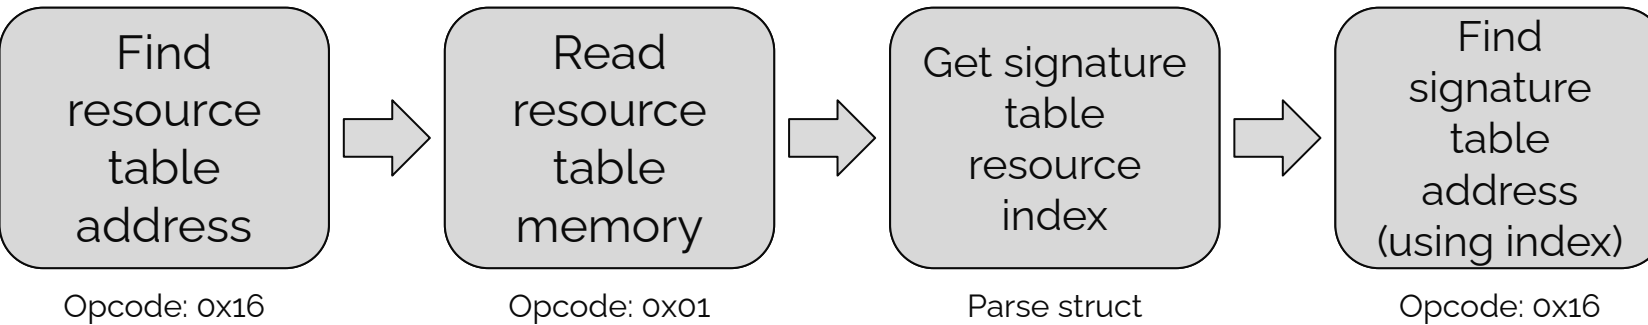 Find
resource
table
address
Opcode: 0x16
Read
resource
table
memory
Opcode: 0x01
Get signature
table
resource
index
Parse struct
Find
signature
table
address
(using index)
Opcode: 0x16